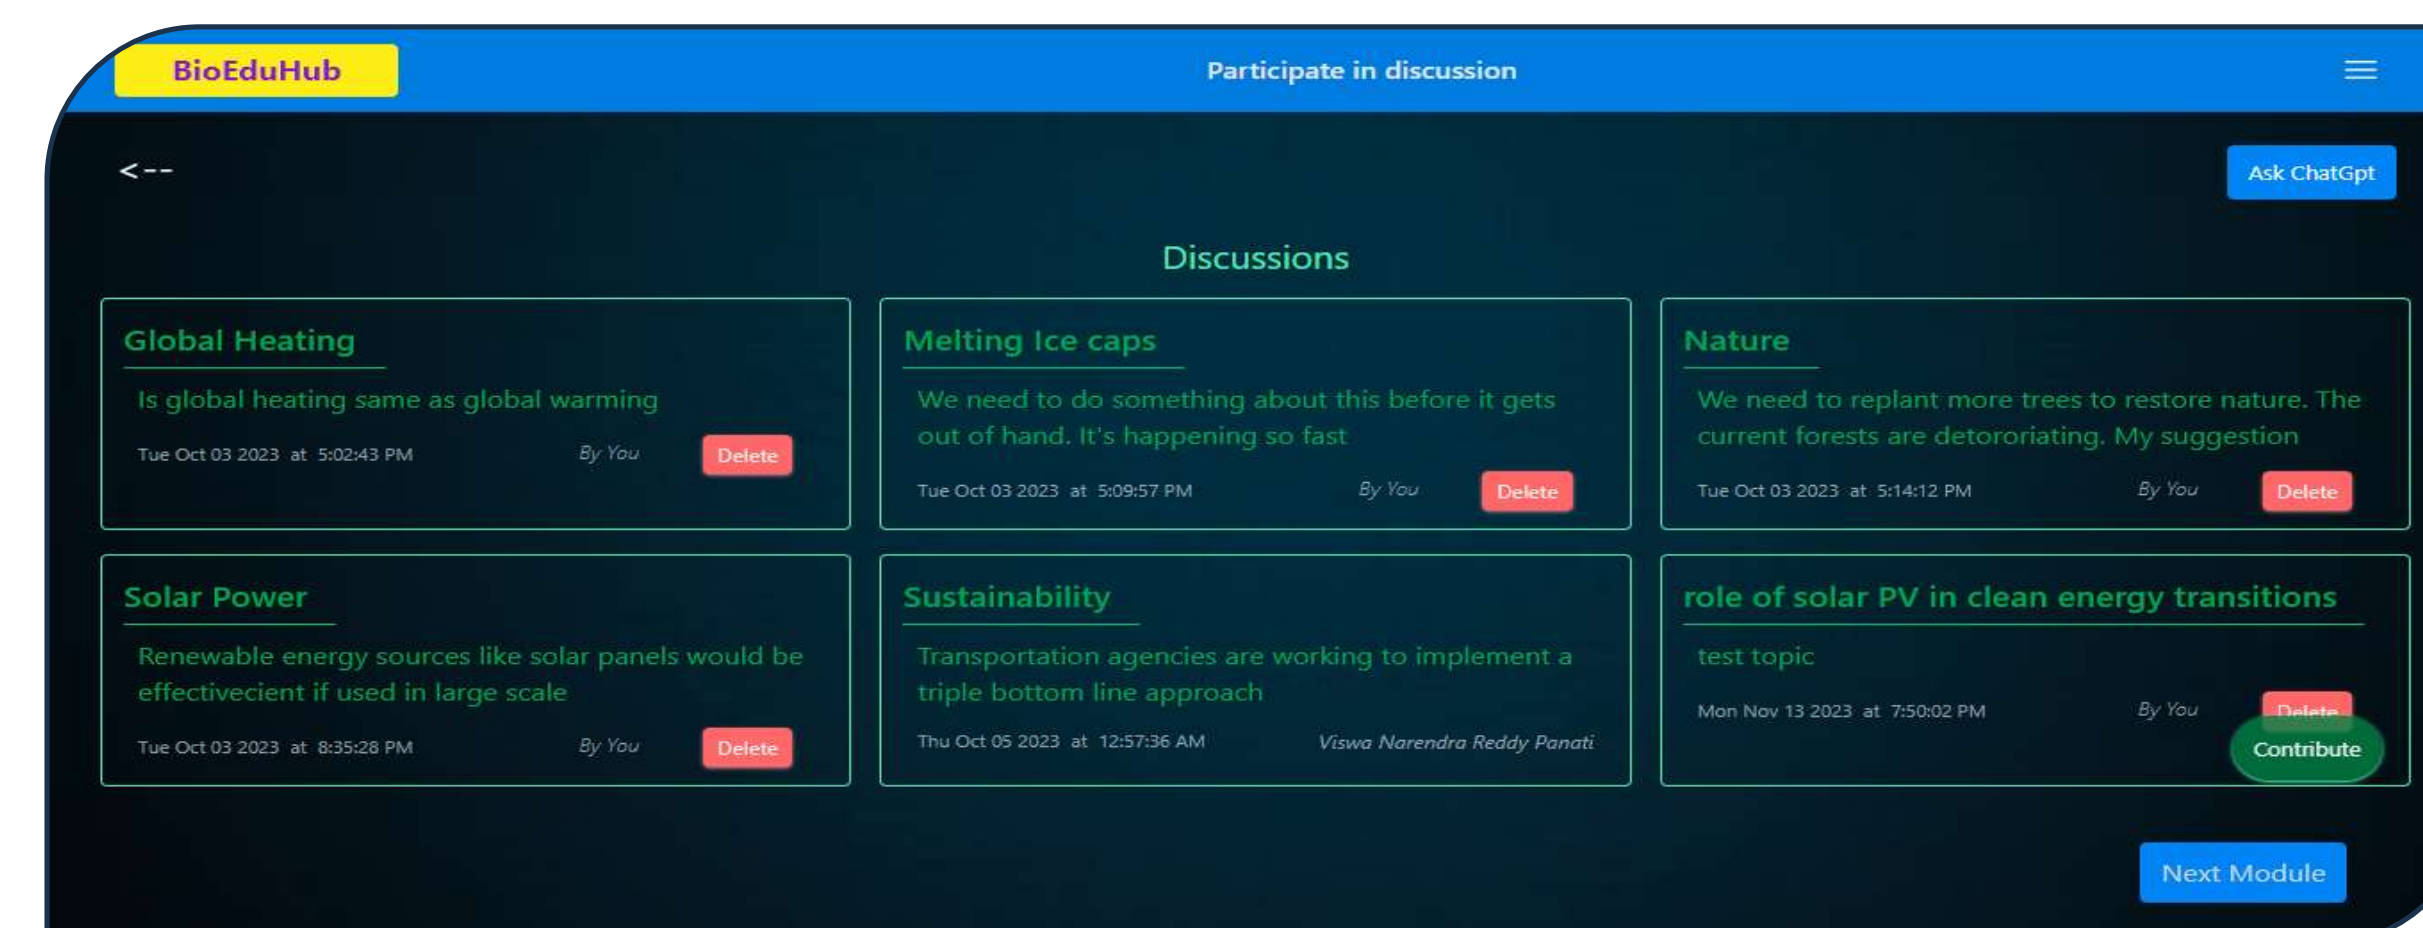 BioEduHub
Participate in discussion
<--
Ask ChatGpt
Discussions
Global Heating
Is global heating same as global warming
Tue Oct 03 2023 at 5:02:43 PM
By You
Delete
Melting Ice caps
We need to do something about this before it gets
out of hand. It's happening so fast
Tue Oct 03 2023 at 5:09:57 PM
By You
Delete
Nature
We need to replant more trees to restore nature. The
current forests are detororiating. My suggestion
Tue Oct 03 2023 at 5:14:12 PM
By You
Delete
Solar Power
Renewable energy sources like solar panels would be
effectivecient if used in large scale
Tue Oct 03 2023 at 8:35:28 PM
By You
Delete
Sustainability
Transportation agencies are working to implement a
triple bottom line approach
Thu Oct 05 2023 at 12:57:36 AM
Viswa Narendra Reddy Panati
role of solar PV in clean energy transitions
test topic
Mon Nov 13 2023 at 7:50:02 PM
By You
Delete
Contribute
Next Module